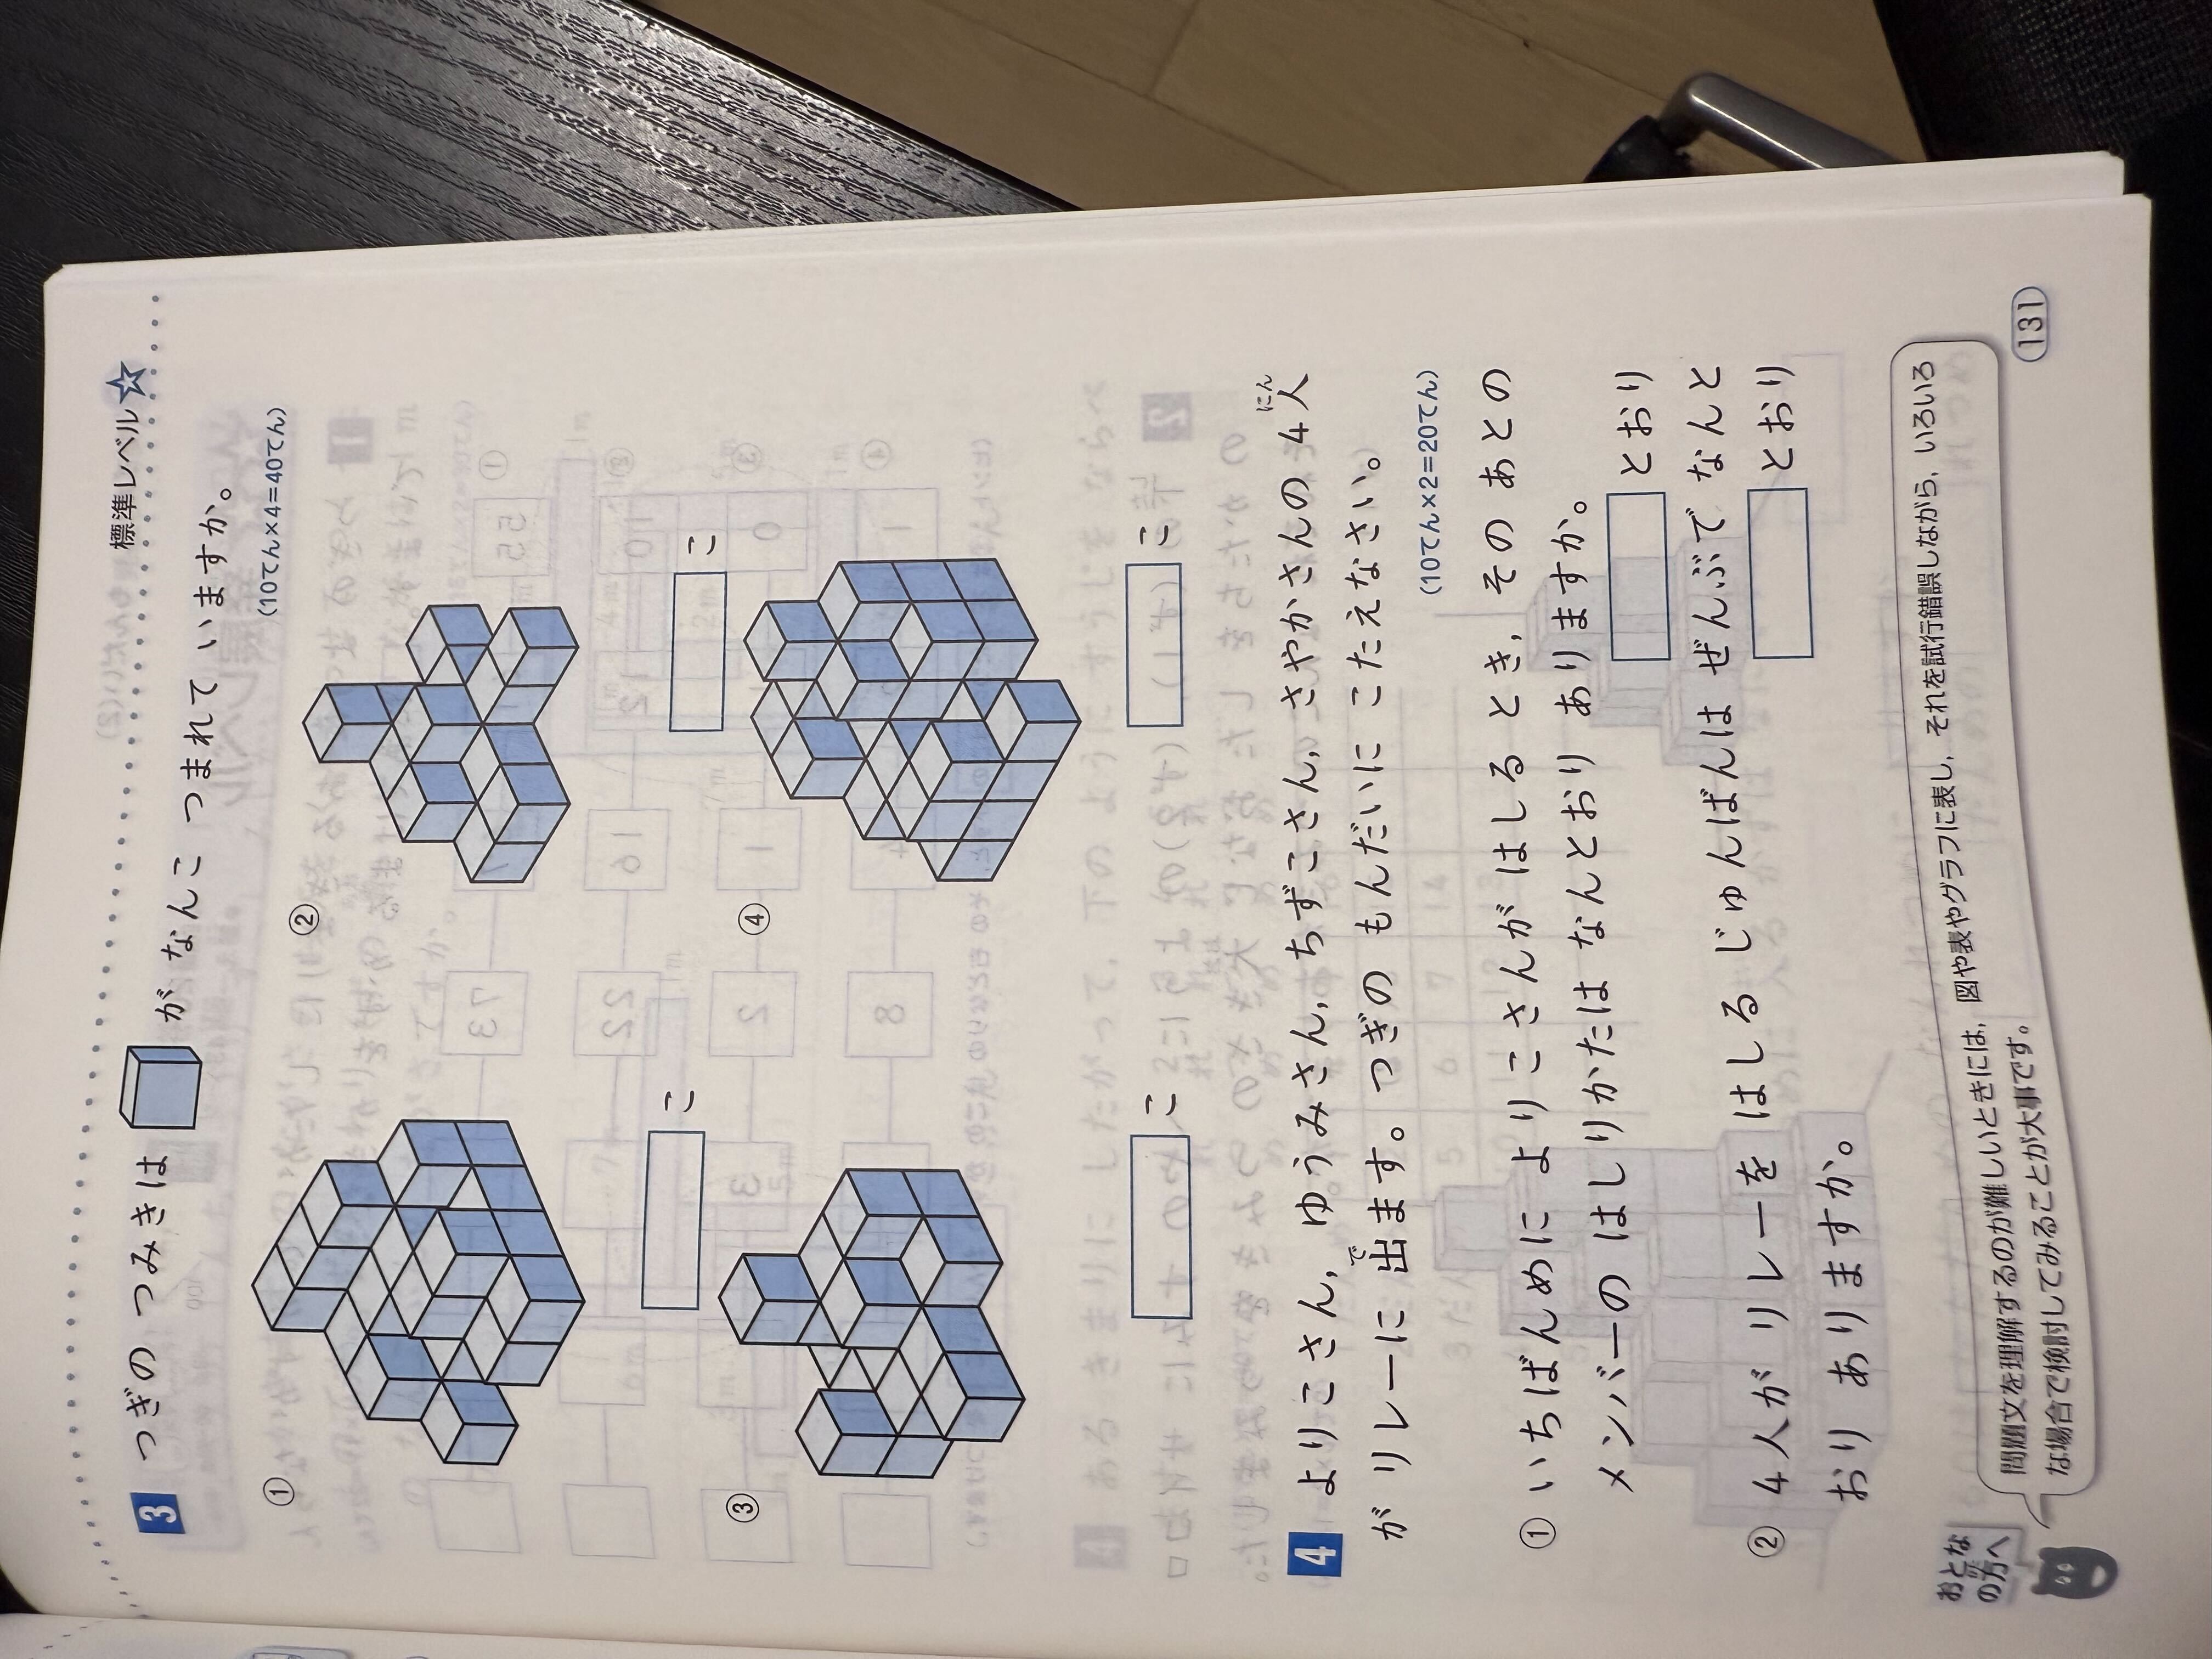 標準レベル☆
3 つぎの つみきは が なんこ つまれて いますか。
(10てん×4=40てん)
①
②
こ
こ
③
④
こ
こ
4 よりこさん, ゆうみさん, ちずこさん, さやかさんの 4人
にん
がリレーに 出ます。つぎの もんだいに こたえなさい。
で
(10てん×2=20てん)
① いちばんめに よりこさんが はしる とき, その あとの
メンバーの はしりかたは なんとおり ありますか。
とおり
② 4人が リレーを はしる じゅんばんは ぜんぶで なんと
おり ありますか。
とおり
おとな
の方へ
問題文を理解するのが難しいときには, 図や表やグラフに表し, それを試行錯誤しながら, いろいろ
な場合で検討してみることが大事です。
131